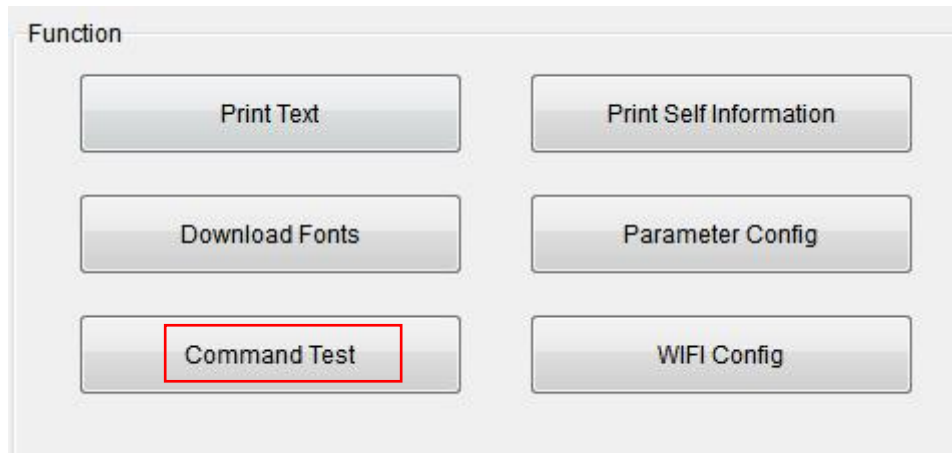 Function
Print Text
Print Self Information
Download Fonts
Parameter Config
Command Test
WIFI Config